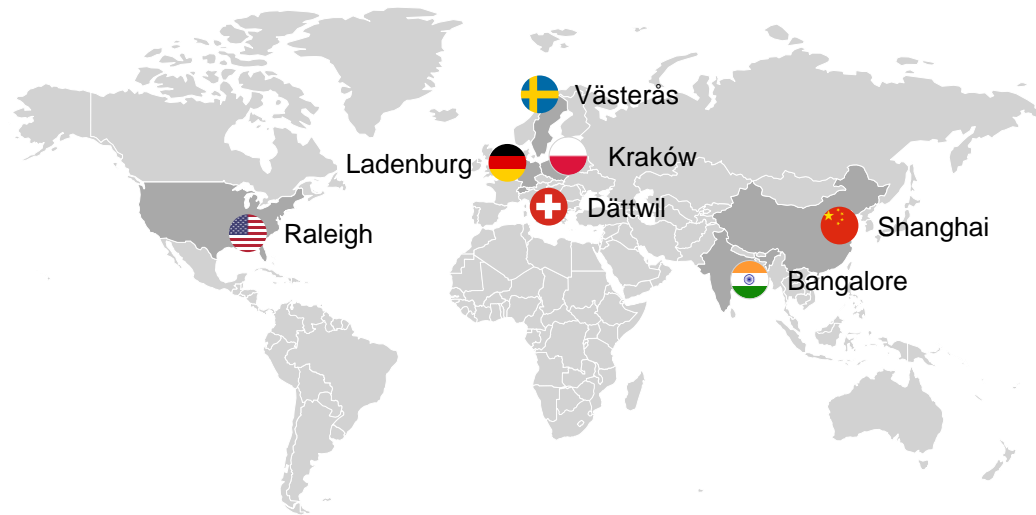 Västerås
Ladenburg
Kraków
Dättwil
Raleigh
Shanghai
Bangalore